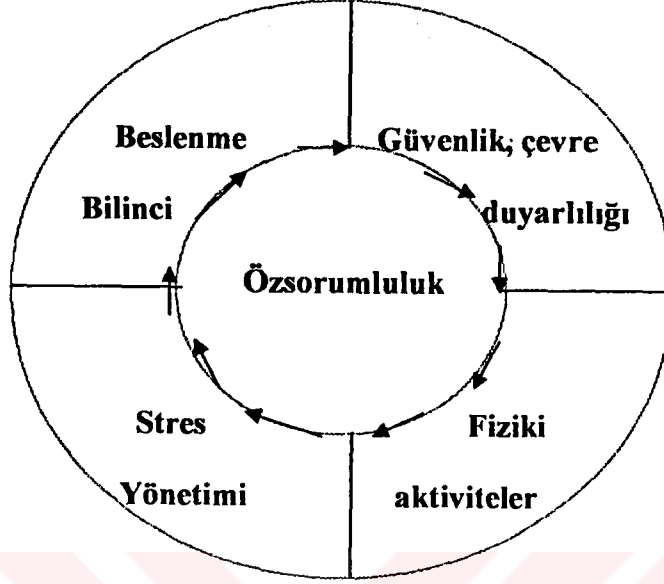 Beslenme
Bilinci
Güvenlik, çevre
duyarlılığı
Özsorumluluk
Stres
Yönetimi
Fiziki
aktiviteler